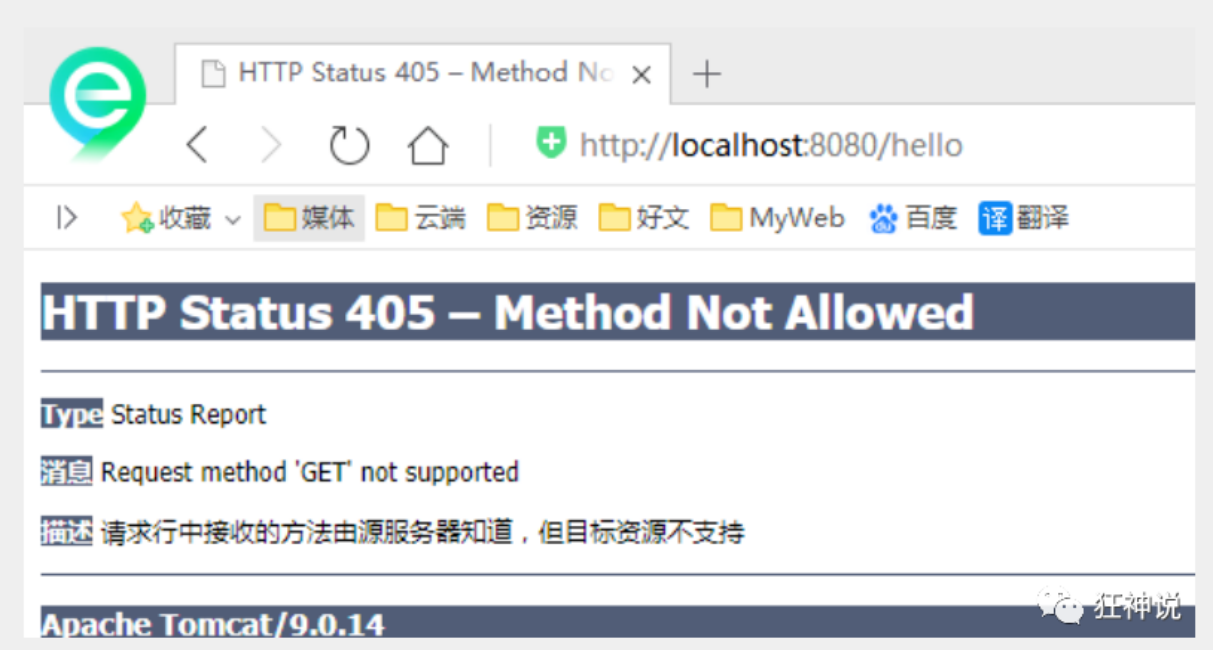 HTTP Status 405 – Method No
http://localhost:8080/hello
收藏 媒体 云端 资源 好文 MyWeb 百度 译 翻译
HTTP Status 405 – Method Not Allowed
Type Status Report
消息 Request method 'GET' not supported
描述 请求行中接收的方法由源服务器知道，但目标资源不支持
Apache Tomcat/9.0.14
狂神说